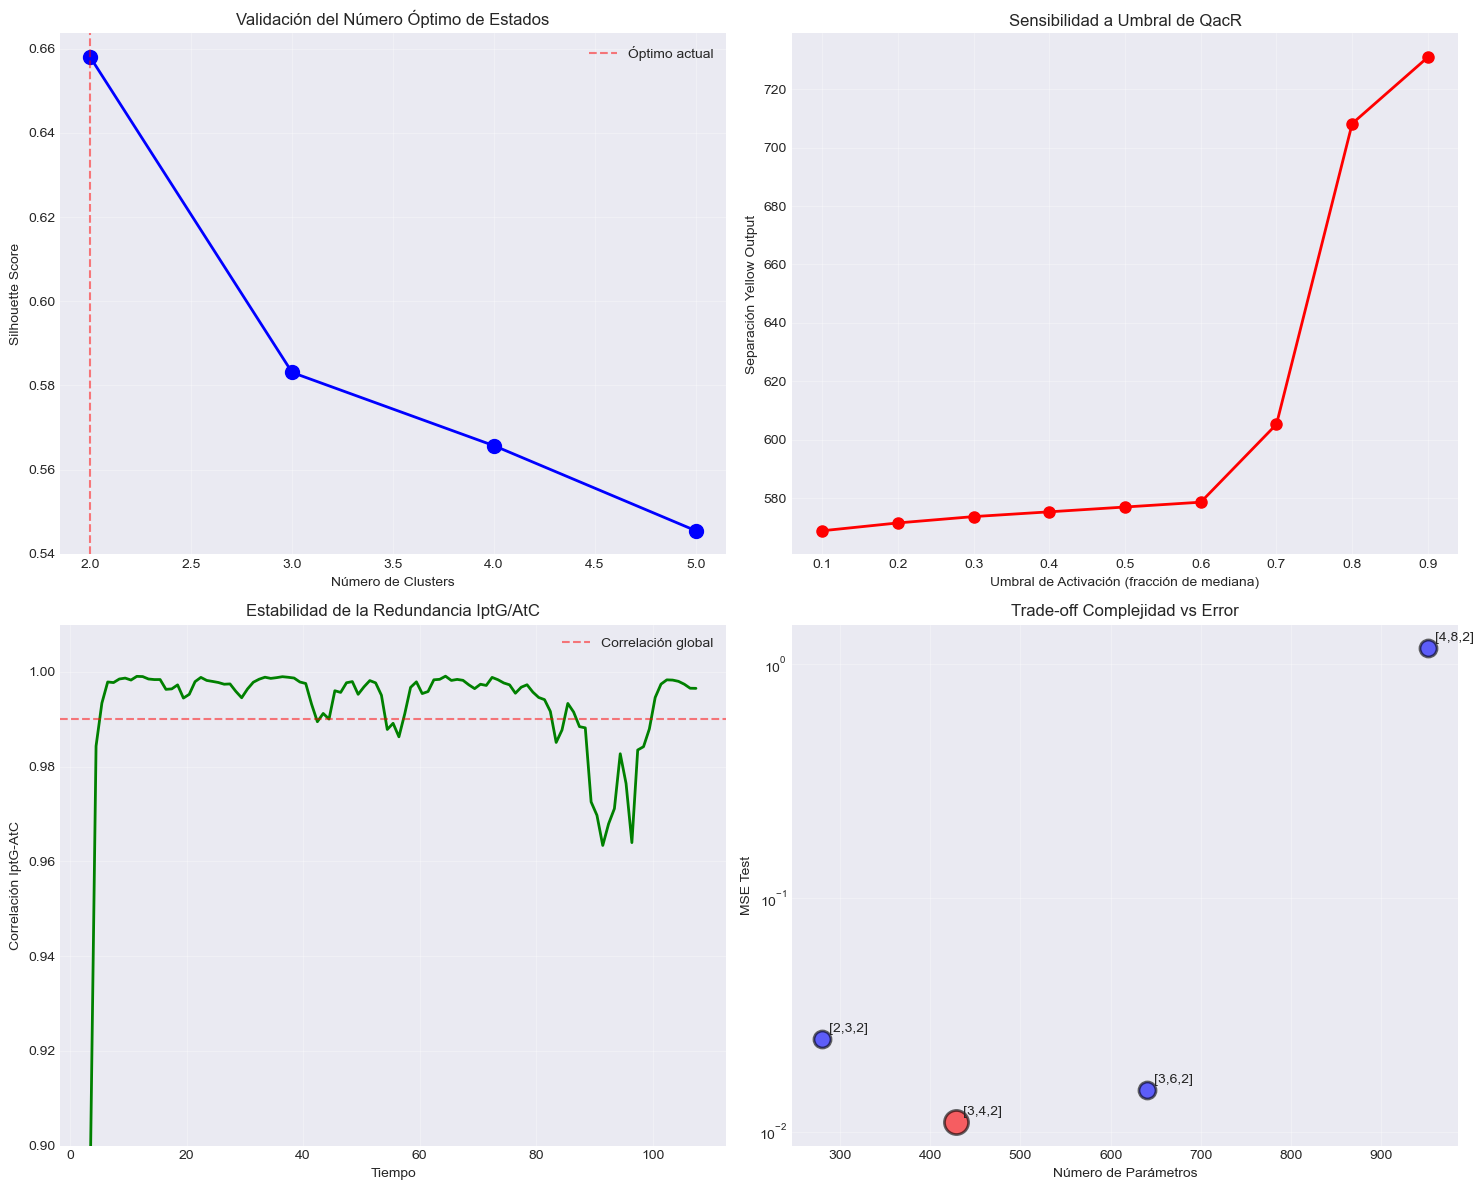 Validación del Número Óptimo de Estados
Silhouette Score
0.66
0.64
0.62
0.60
0.58
0.56
0.54
Óptimo actual
2.0 2.5 3.0 3.5 4.0 4.5 5.0
Número de Clusters
Sensibilidad a Umbral de QacR
Separación Yellow Output
720
700
680
660
640
620
600
580
0.1 0.2 0.3 0.4 0.5 0.6 0.7 0.8 0.9
Umbral de Activación (fracción de mediana)
Estabilidad de la Redundancia IptG/AtC
Correlación IptG-AtC
1.00
0.98
0.96
0.94
0.92
0.90
Correlación global
0 20 40 60 80 100
Tiempo
Trade-off Complejidad vs Error
MSE Test
10⁰
10⁻¹
10⁻²
[4,8,2]
[2,3,2]
[3,6,2]
[3,4,2]
300 400 500 600 700 800 900
Número de Parámetros